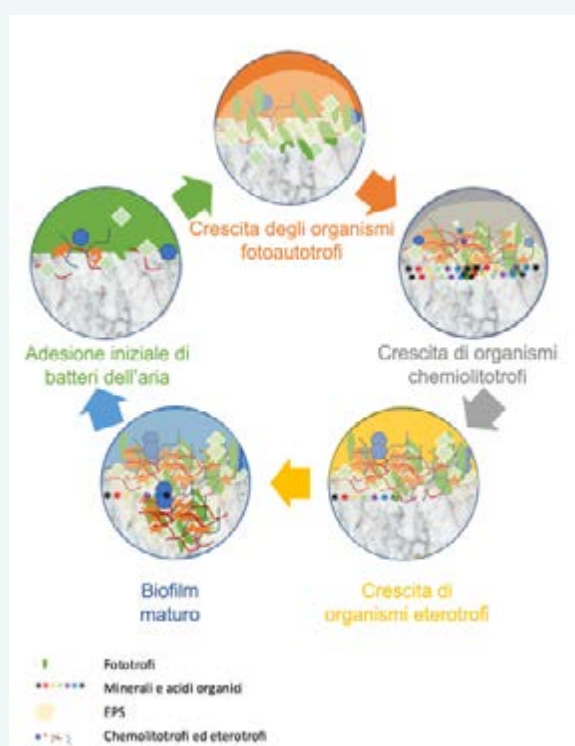 Crescita degli organismi
fotoautotrofi
Adesione iniziale di
batteri dell'aria
Crescita di organismi
chemiolitotrofi
Biofilm
maturo
Crescita di
organismi eterotrofi
Fototrofi
Minerali e acidi organici
EPS
Chemolitotrofi ed eterotrofi